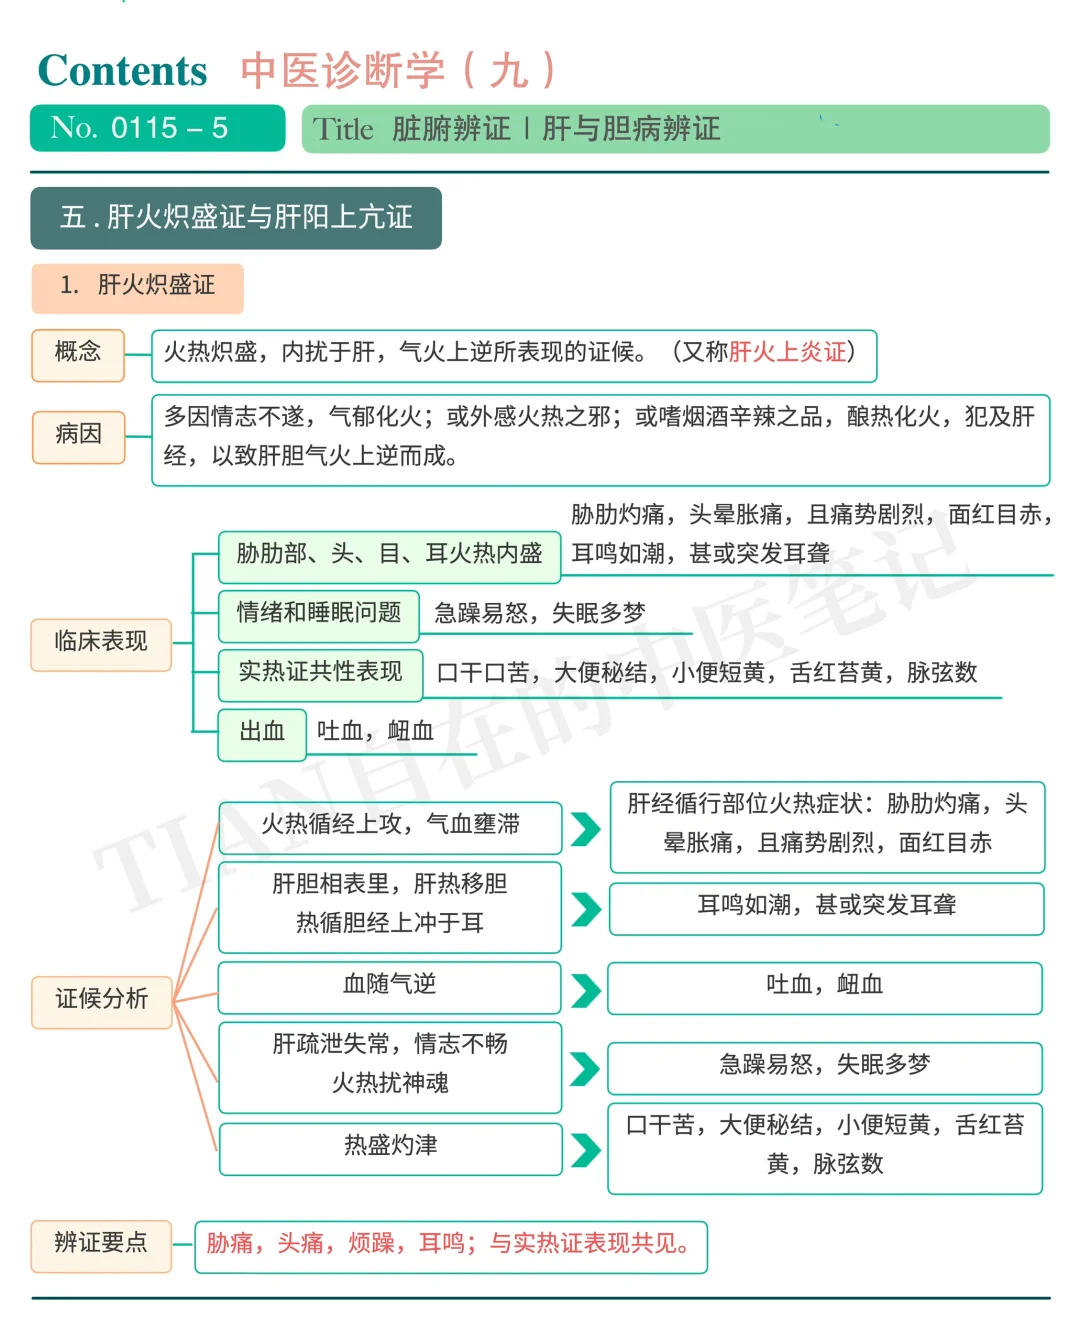 Contents 中医诊断学（九）
No. 0115 – 5
Title 脏腑辨证 | 肝与胆病辨证
五 . 肝火炽盛证与肝阳上亢证
1. 肝火炽盛证
概念
火热炽盛，内扰于肝，气火上逆所表现的证候。（又称肝火上炎证）
病因
多因情志不遂，气郁化火；或外感火热之邪；或嗜烟酒辛辣之品，酿热化火，犯及肝
经，以致肝胆气火上逆而成。
临床表现
胁肋部、头、目、耳火热内盛
胁肋灼痛，头晕胀痛，且痛势剧烈，面红目赤，
耳鸣如潮，甚或突发耳聋
情绪和睡眠问题
急躁易怒，失眠多梦
实热证共性表现
口干口苦，大便秘结，小便短黄，舌红苔黄，脉弦数
出血
吐血，衄血
证候分析
火热循经上攻，气血壅滞
肝经循行部位火热症状：胁肋灼痛，头
晕胀痛，且痛势剧烈，面红目赤
肝胆相表里，肝热移胆
热循胆经上冲于耳
耳鸣如潮，甚或突发耳聋
血随气逆
吐血，衄血
肝疏泄失常，情志不畅
火热扰神魂
急躁易怒，失眠多梦
热盛灼津
口干苦，大便秘结，小便短黄，舌红苔
黄，脉弦数
辨证要点
胁痛，头痛，烦躁，耳鸣；与实热证表现共见。
TIAN自在的中医笔记